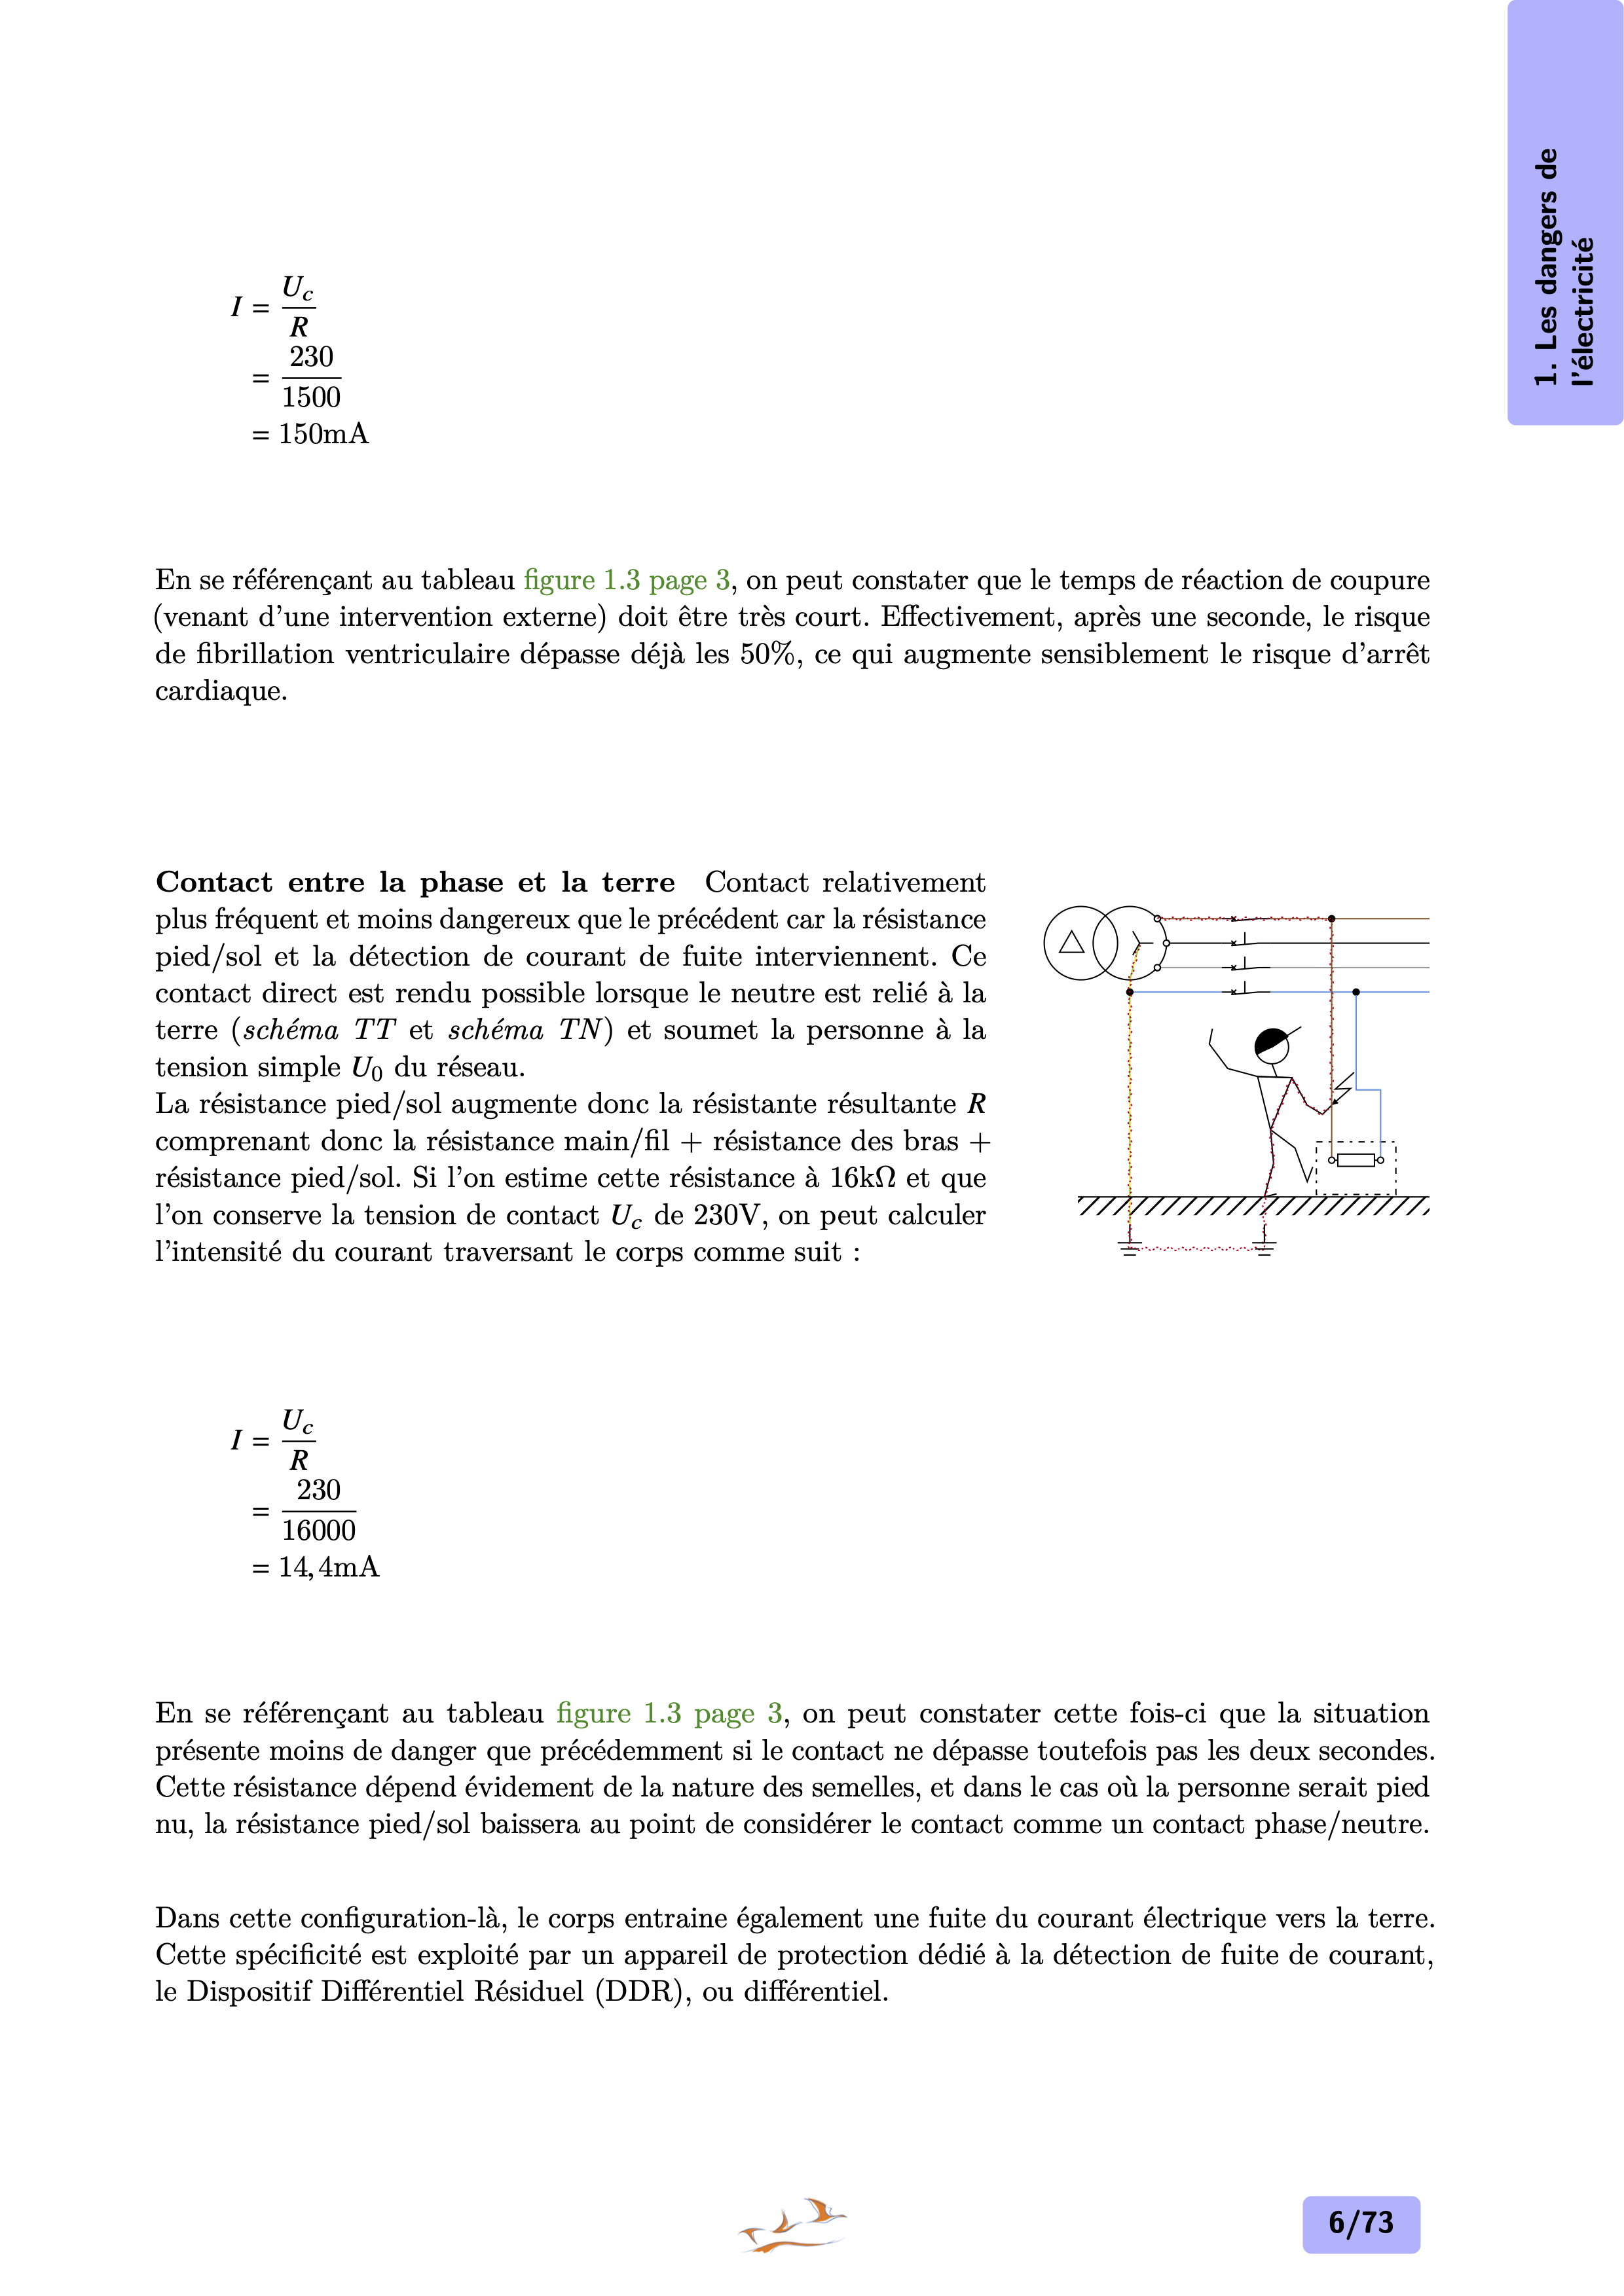 1. Les dangers de
l'électricité
I = U_c / R
= 230 / 1500
= 150mA
En se référençant au tableau figure 1.3 page 3, on peut constater que le temps de réaction de coupure
(venant d'une intervention externe) doit être très court. Effectivement, après une seconde, le risque
de fibrillation ventriculaire dépasse déjà les 50%, ce qui augmente sensiblement le risque d'arrêt
cardiaque.
Contact entre la phase et la terre Contact relativement
plus fréquent et moins dangereux que le précédent car la résistance
pied/sol et la détection de courant de fuite interviennent. Ce
contact direct est rendu possible lorsque le neutre est relié à la
terre (schéma TT et schéma TN) et soumet la personne à la
tension simple U_0 du réseau.
La résistance pied/sol augmente donc la résistante résultante R
comprenant donc la résistance main/fil + résistance des bras +
résistance pied/sol. Si l'on estime cette résistance à 16kΩ et que
l'on conserve la tension de contact U_c de 230V, on peut calculer
l'intensité du courant traversant le corps comme suit :
I = U_c / R
= 230 / 16000
= 14,4mA
En se référençant au tableau figure 1.3 page 3, on peut constater cette fois-ci que la situation
présente moins de danger que précédemment si le contact ne dépasse toutefois pas les deux secondes.
Cette résistance dépend évidement de la nature des semelles, et dans le cas où la personne serait pied
nu, la résistance pied/sol baissera au point de considérer le contact comme un contact phase/neutre.
Dans cette configuration-là, le corps entraine également une fuite du courant électrique vers la terre.
Cette spécificité est exploité par un appareil de protection dédié à la détection de fuite de courant,
le Dispositif Différentiel Résiduel (DDR), ou différentiel.
6/73